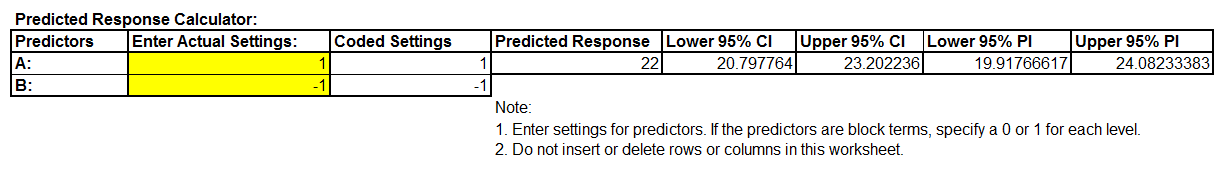 Predicted Response Calculator:
Predictors Enter Actual Settings: Coded Settings Predicted Response Lower 95% CI Upper 95% CI Lower 95% PI Upper 95% PI
A: 1 1 22 20.797764 23.202236 19.91766617 24.08233383
B: -1 -1
Note:
1. Enter settings for predictors. If the predictors are block terms, specify a 0 or 1 for each level.
2. Do not insert or delete rows or columns in this worksheet.